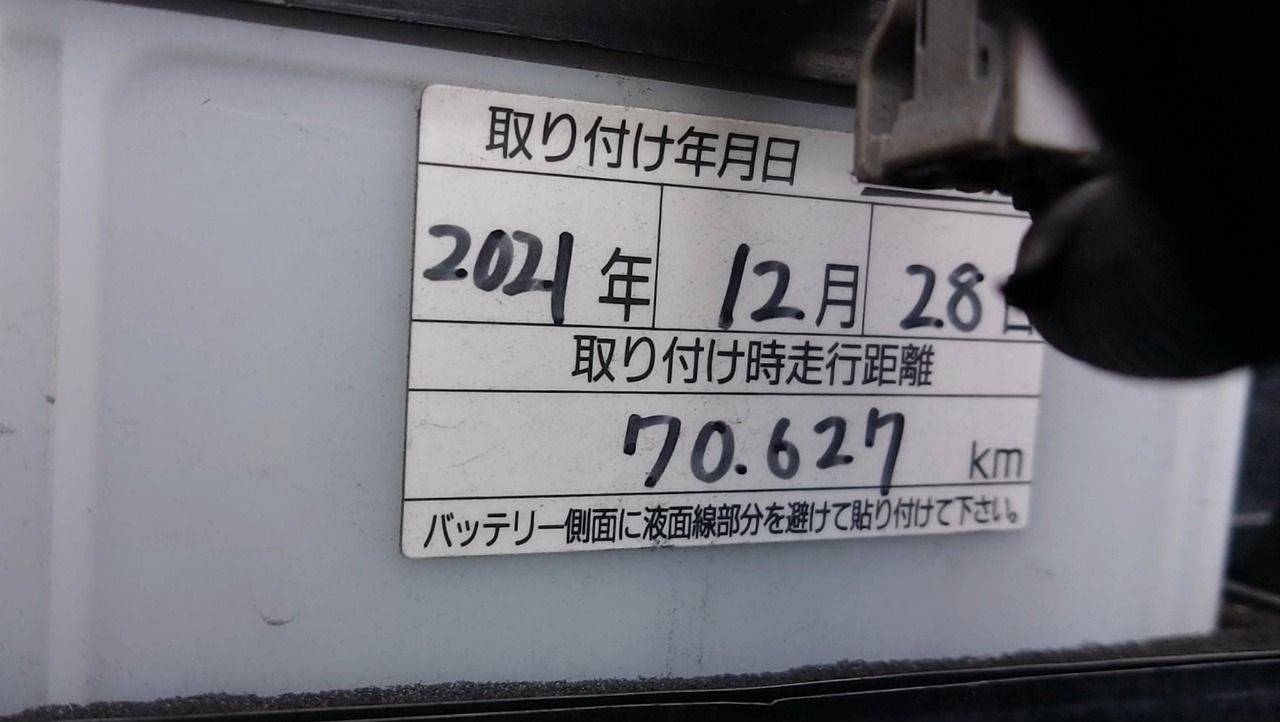 取り付け年月日
2021年 12月 28日
取り付け時走行距離
70.627 km
バッテリー側面に液面線部分を避けて貼り付けて下さい。